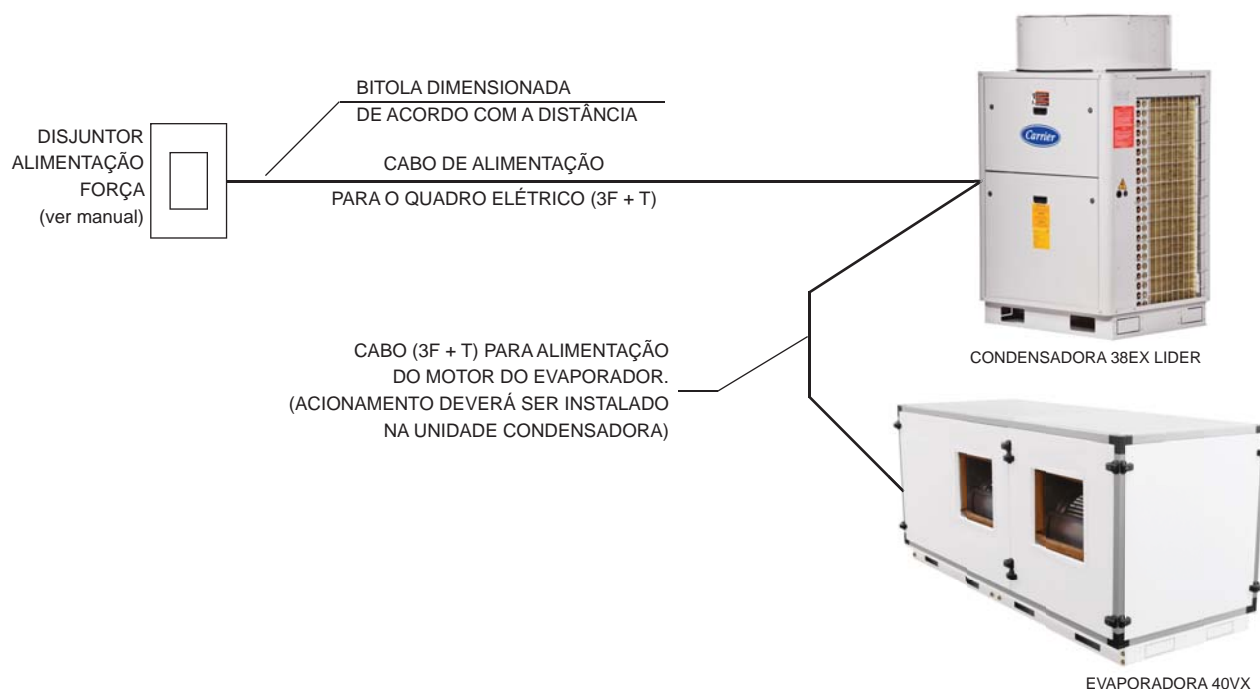 BITOLA DIMENSIONADA
DE ACORDO COM A DISTÂNCIA
DISJUNTOR
ALIMENTAÇÃO
FORÇA
(ver manual)
CABO DE ALIMENTAÇÃO
PARA O QUADRO ELÉTRICO (3F + T)
Carrier
CONDENSADORA 38EX LIDER
CABO (3F + T) PARA ALIMENTAÇÃO
DO MOTOR DO EVAPORADOR.
(ACIONAMENTO DEVERÁ SER INSTALADO
NA UNIDADE CONDENSADORA)
EVAPORADORA 40VX